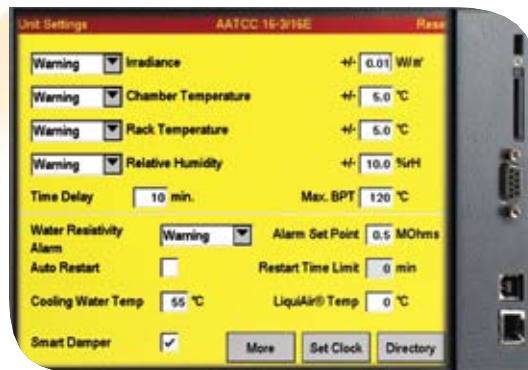 Unit Settings AATCC 16-3/16E Rese
Warning Irradiance +/- 0.01 W/m²
Warning Chamber Temperature +/- 5.0 °C
Warning Rack Temperature +/- 5.0 °C
Warning Relative Humidity +/- 10.0 %rH
Time Delay 10 min. Max. BPT 120 °C
Water Resistivity Alarm Warning Alarm Set Point 0.5 MOhms
Auto Restart Restart Time Limit 0 min
Cooling Water Temp 55 °C LiquiAir® Temp 0 °C
Smart Damper More Set Clock Directory